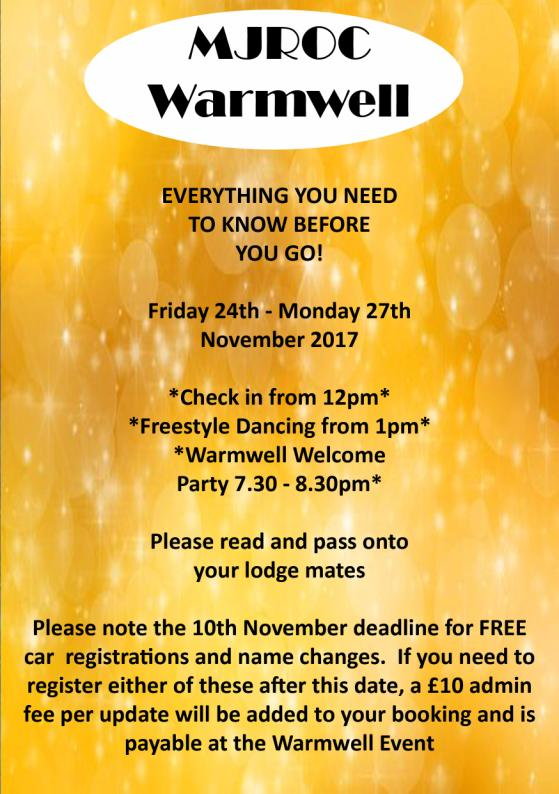 MJROC
Warmwell
EVERYTHING YOU NEED
TO KNOW BEFORE
YOU GO!
Friday 24th - Monday 27th
November 2017
*Check in from 12pm*
*Freestyle Dancing from 1pm*
*Warmwell Welcome
Party 7.30 - 8.30pm*
Please read and pass onto
your lodge mates
Please note the 10th November deadline for FREE
car registrations and name changes. If you need to
register either of these after this date, a £10 admin
fee per update will be added to your booking and is
payable at the Warmwell Event